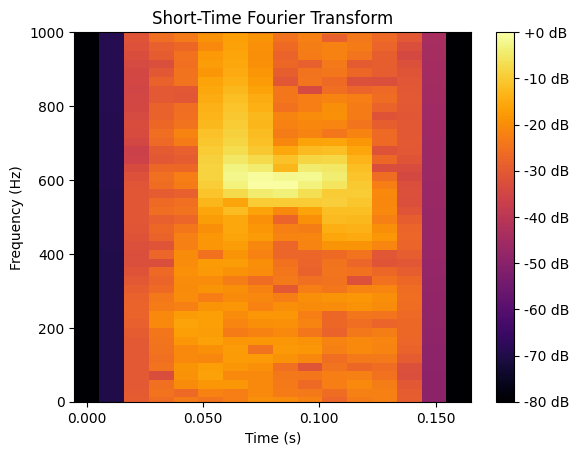 Short-Time Fourier Transform
1000
800
600
400
200
0
Frequency (Hz)
0.000
0.050
0.100
0.150
Time (s)
+0 dB
-10 dB
-20 dB
-30 dB
-40 dB
-50 dB
-60 dB
-70 dB
-80 dB